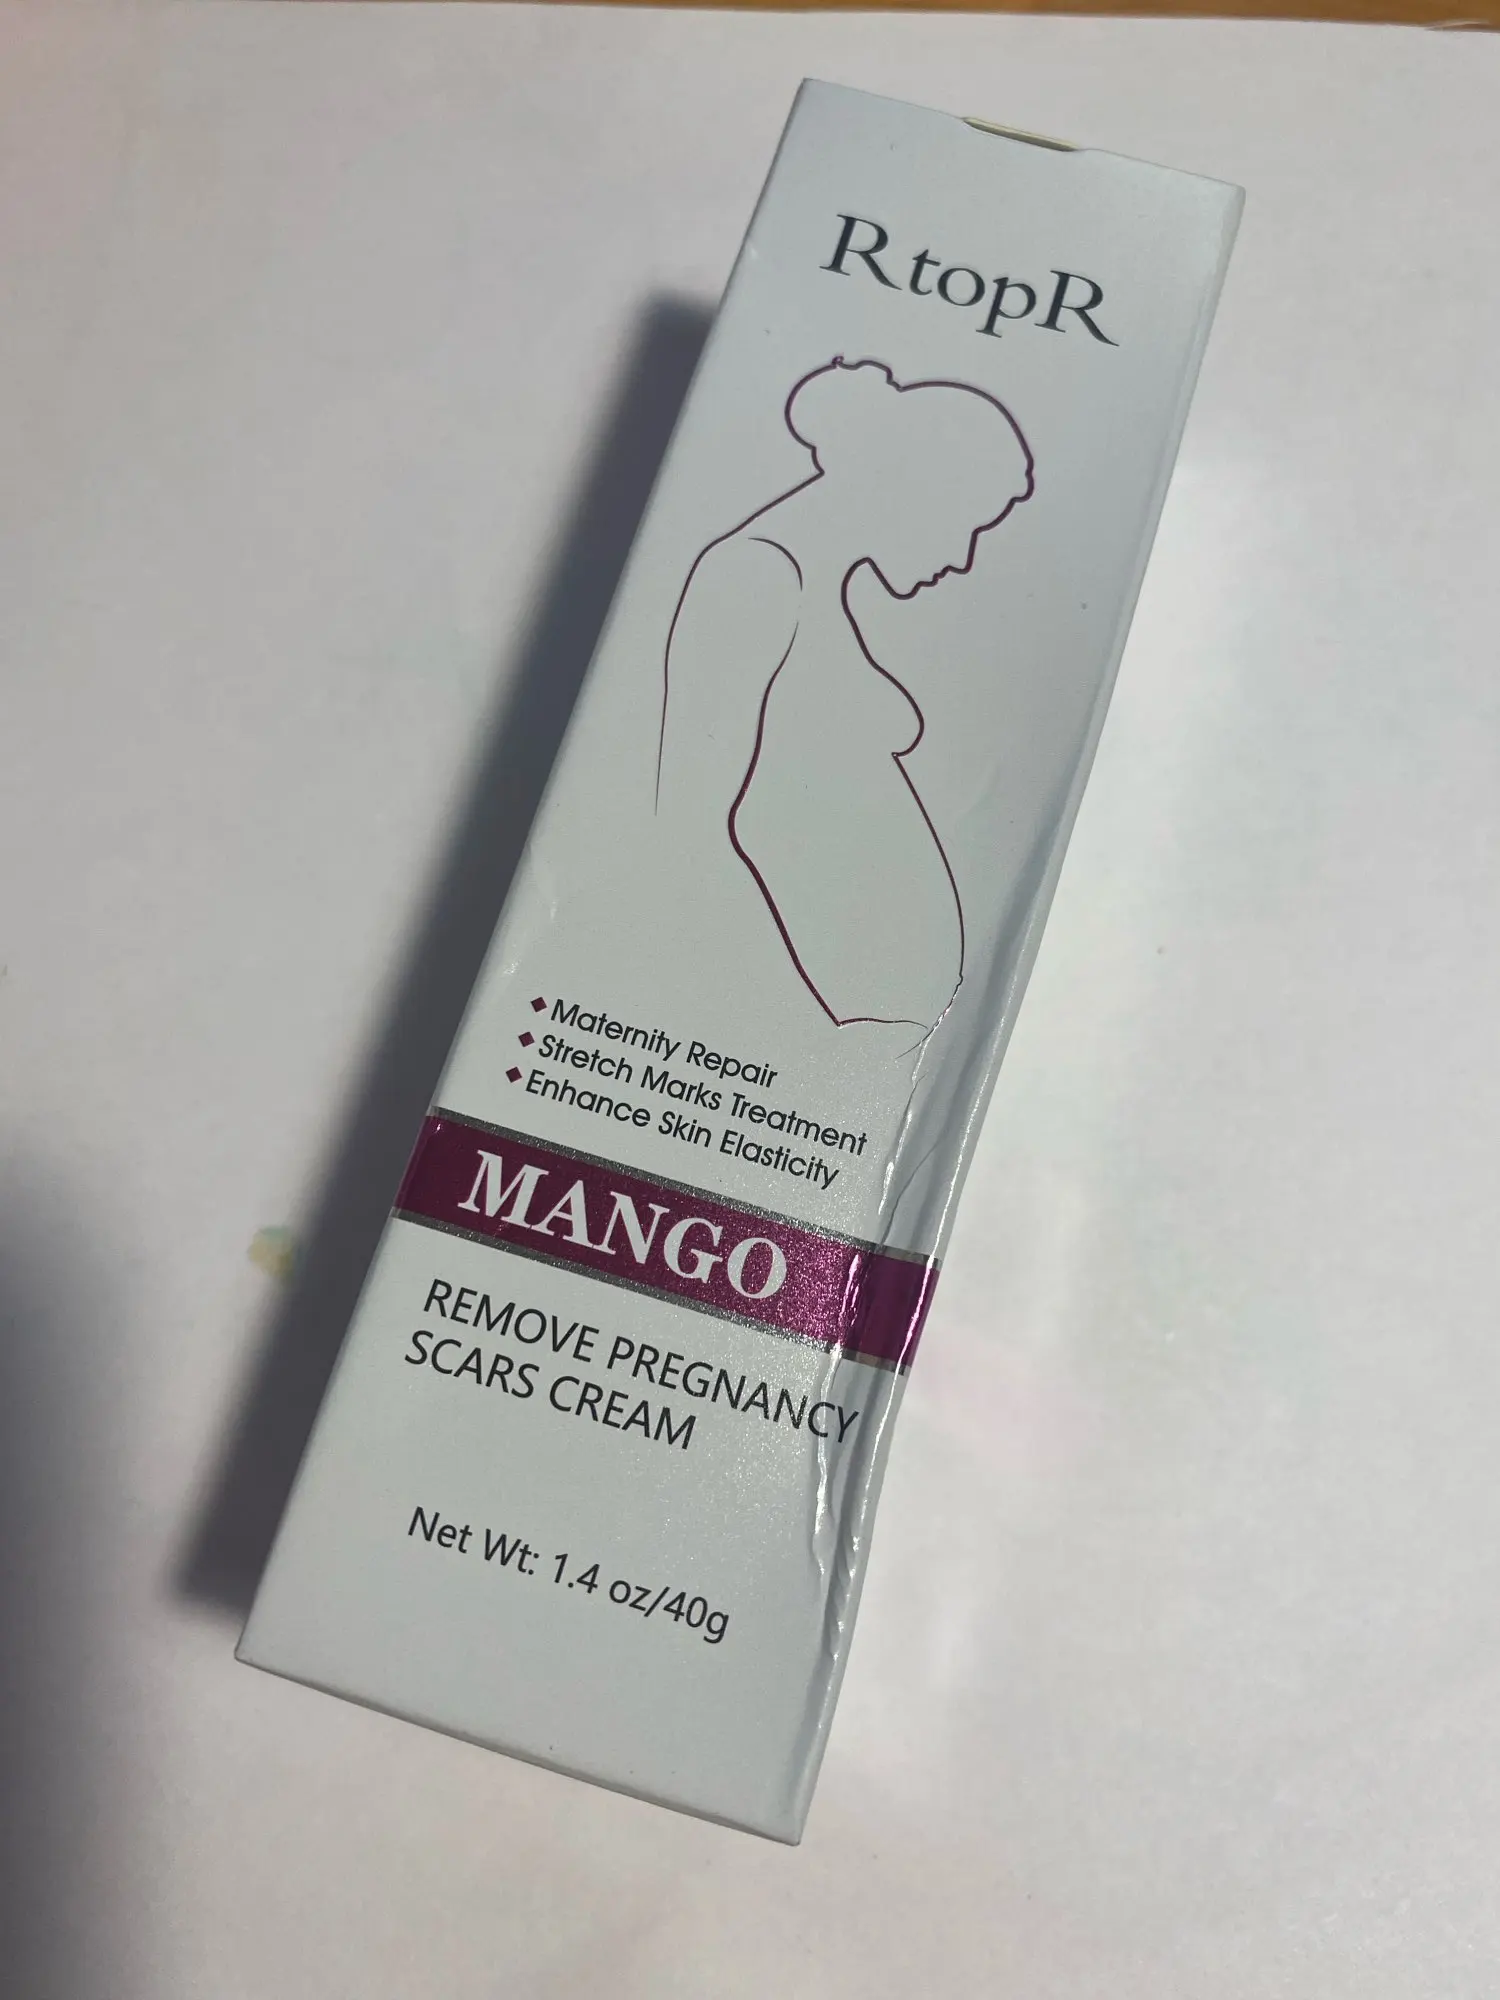 RtopR
Maternity Repair
Stretch Marks Treatment
Enhance Skin Elasticity
MANGO
REMOVE PREGNANCY
SCARS CREAM
Net Wt: 1.4 oz/40g